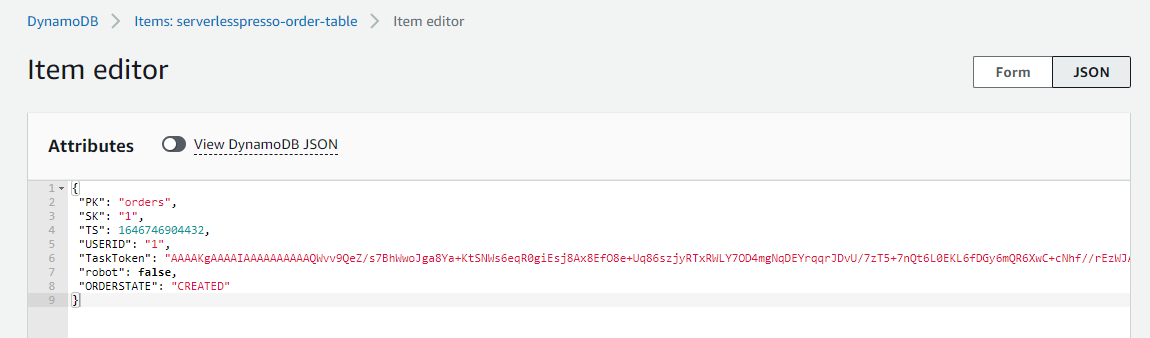 DynamoDB > Items: serverlesspresso-order-table > Item editor
Item editor
Form JSON
Attributes View DynamoDB JSON
1 {
2 "PK": "orders",
3 "SK": "1",
4 "TS": 1646746904432,
5 "USERID": "1",
6 "TaskToken": "AAAAKgAAAAIAAAAAAAAAAQWvv9QeZ/s7BhWwoJga8Ya+KtSNWs6eqR0giEsj8Ax8EfO8e+Uq86szjyRTxRWLY7OD4mgNqDEYrqqrJDvU/7zT5+7nQt6L0EKL6fDGy6mQR6XwC+cNhf//rEzWJA
7 "robot": false,
8 "ORDERSTATE": "CREATED"
9 }